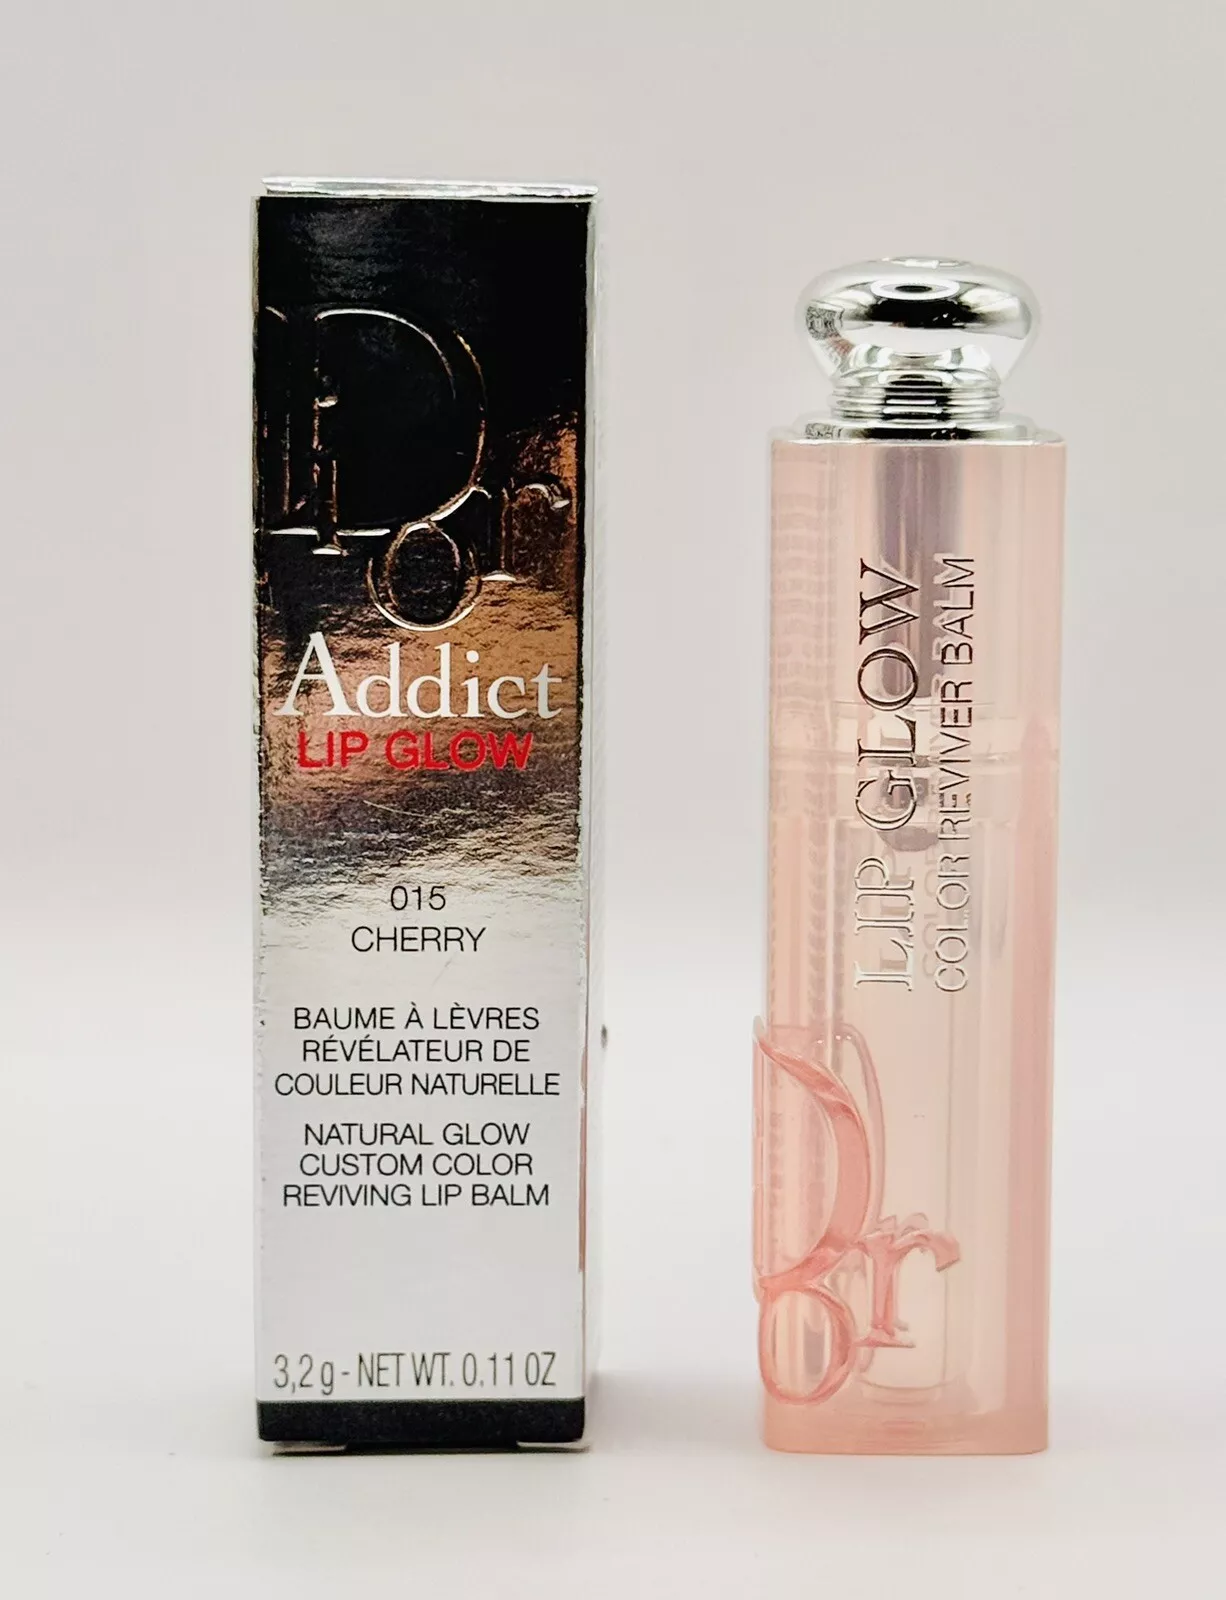 Dior
Addict
LIP GLOW
015
CHERRY
BAUME À LÈVRES
RÉVÉLATEUR DE
COULEUR NATURELLE
NATURAL GLOW
CUSTOM COLOR
REVIVING LIP BALM
3,2 g - NET WT. 0.11 OZ
LIP GLOW
COLOR REVIVER BALM
Dior